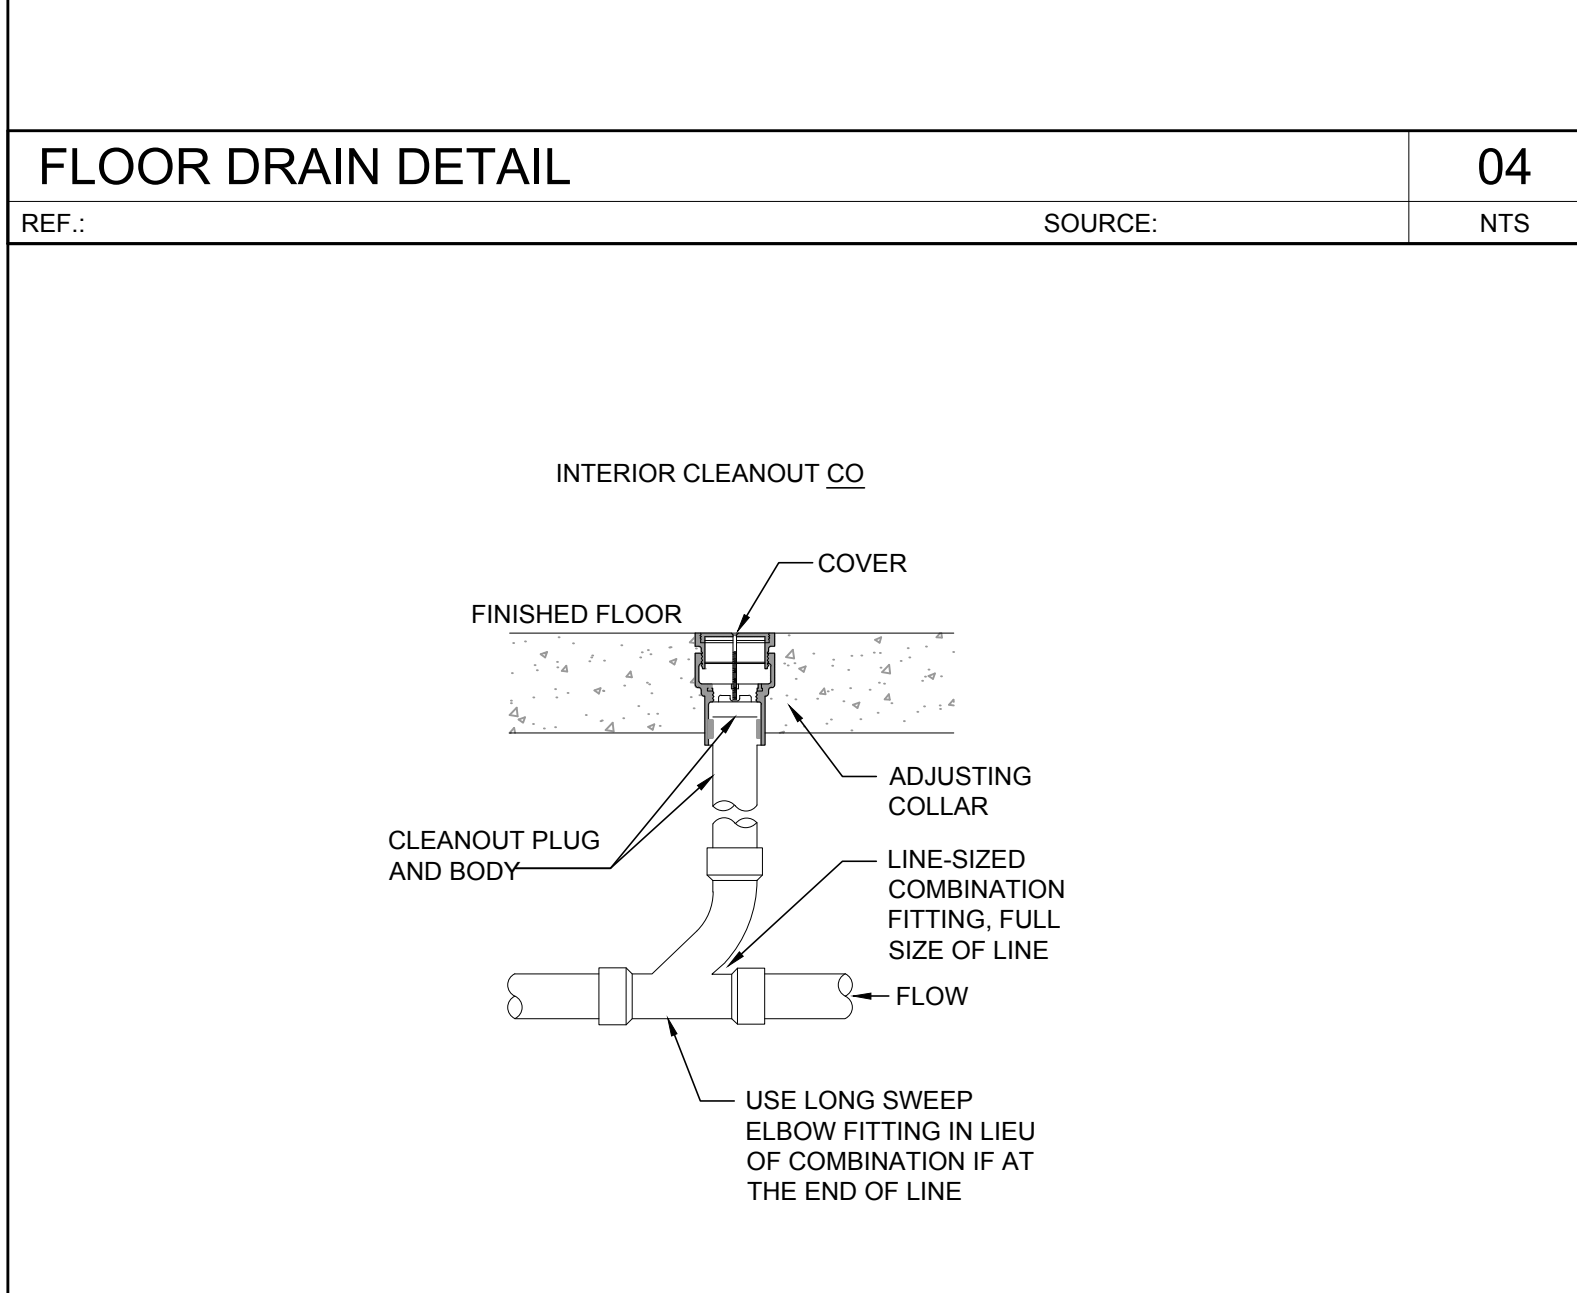 FLOOR DRAIN DETAIL
04
REF.:
SOURCE:
NTS
INTERIOR CLEANOUT CO
COVER
FINISHED FLOOR
ADJUSTING
COLLAR
CLEANOUT PLUG
AND BODY
LINE-SIZED
COMBINATION
FITTING, FULL
SIZE OF LINE
FLOW
USE LONG SWEEP
ELBOW FITTING IN LIEU
OF COMBINATION IF AT
THE END OF LINE